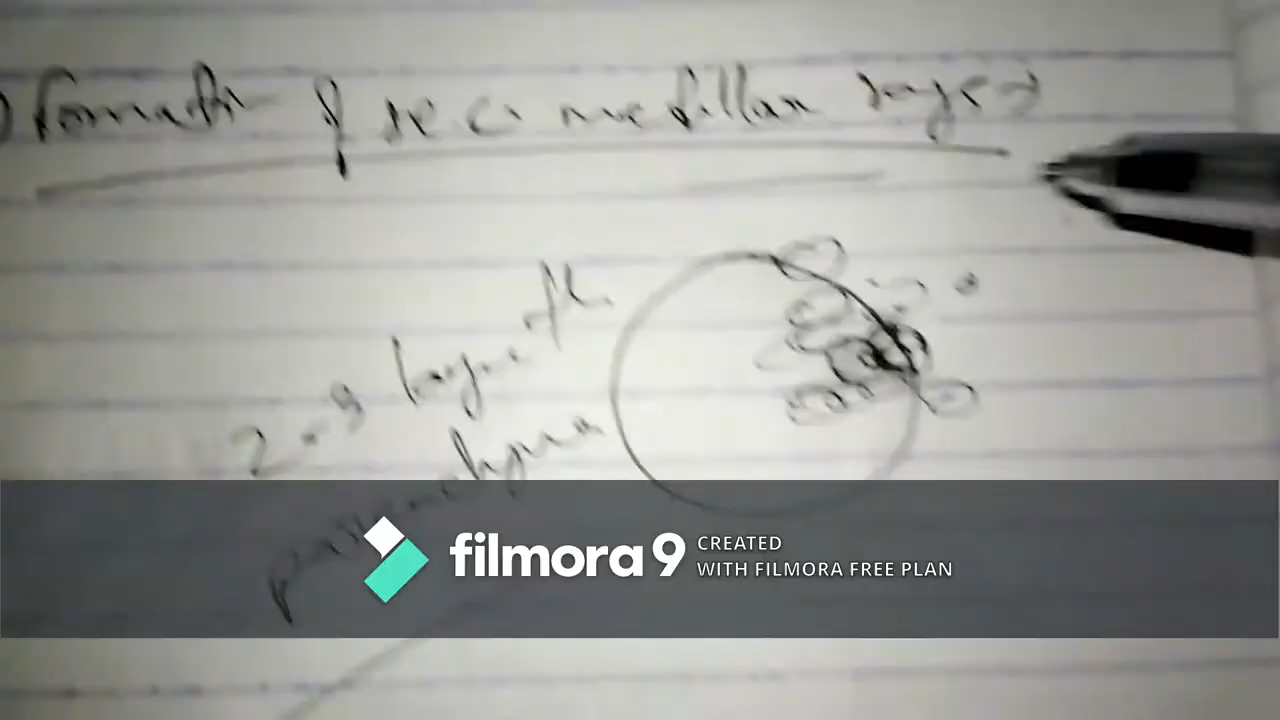 Formation of sec. medullary rays
2-3 layer of
parenchyma
filmora 9 CREATED
WITH FILMORA FREE PLAN